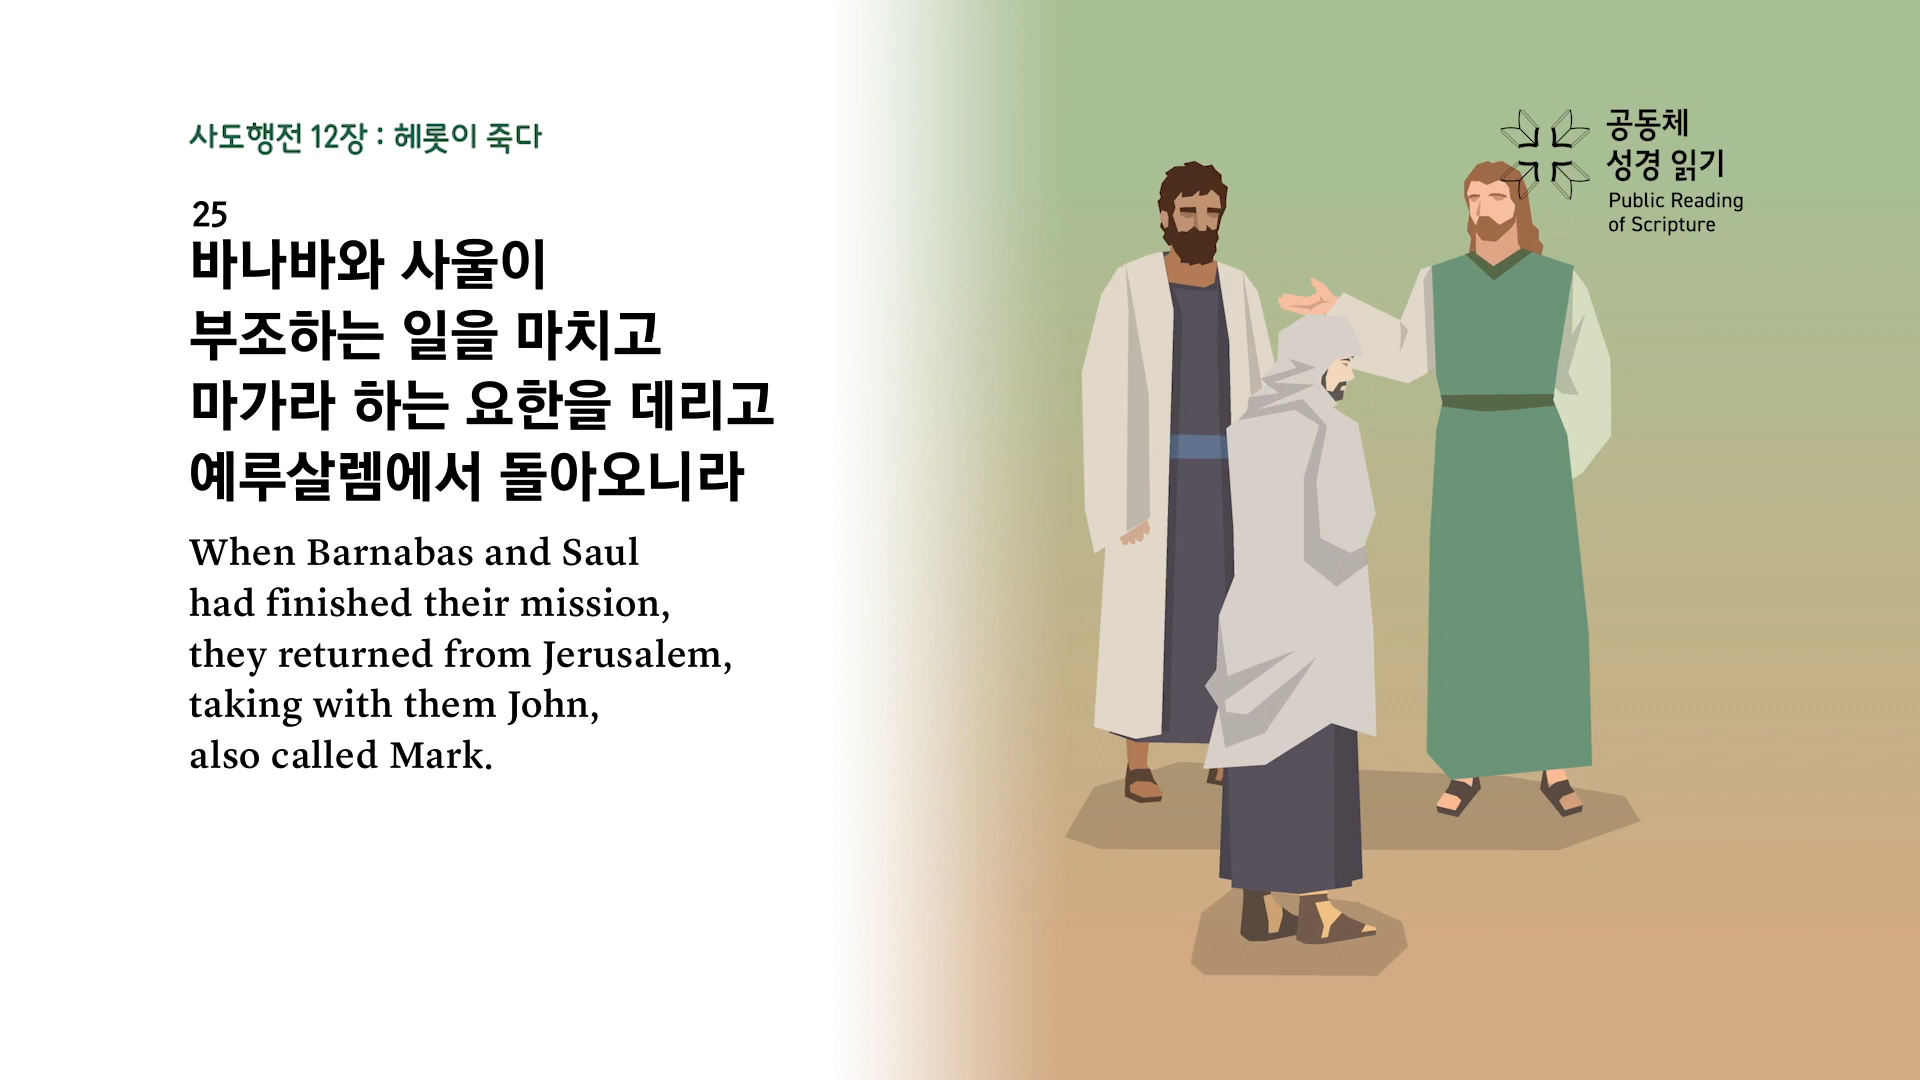 사도행전 12장 : 헤롯이 죽다
25
바나바와 사울이
부조하는 일을 마치고
마가라 하는 요한을 데리고
예루살렘에서 돌아오니라
When Barnabas and Saul
had finished their mission,
they returned from Jerusalem,
taking with them John,
also called Mark.
공동체
성경 읽기
Public Reading
of Scripture